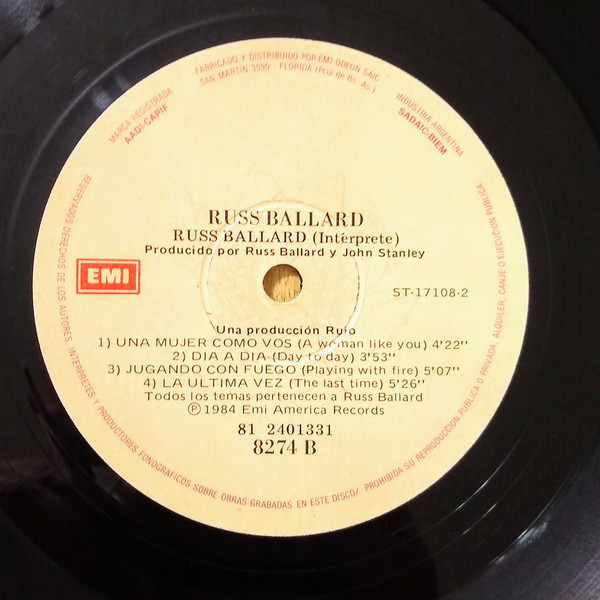 FABRICADO Y DISTRIBUIDO POR EMI-ODEON SAIC
SAN MARTIN 3590 - FLORIDA (Pcia de Bs. As.)
MARCA REGISTRADA
AADI-CAPIF
INDUSTRIA ARGENTINA
SADAIC-BIEM
RUSS BALLARD
RUSS BALLARD (Intérprete)
Producido por Russ Ballard y John Stanley
EMI
ST-17108-2
Una producción Rufo
1) UNA MUJER COMO VOS (A woman like you) 4'22''
2) DIA A DIA (Day to day) 3'53''
3) JUGANDO CON FUEGO (Playing with fire) 5'07''
4) LA ULTIMA VEZ (The last time) 5'26''
Todos los temas pertenecen a Russ Ballard
Ⓟ 1984 Emi America Records
81 2401331
8274 B
RESERVADOS DERECHOS DE LOS AUTORES, INTERPRETES Y PRODUCTORES FONOGRAFICOS SOBRE OBRAS GRABADAS EN ESTE DISCO/ PROHIBIDA SU REPRODUCCION PUBLICA O PRIVADA, ALQUILER, CANJE O EJECUCION PUBLICA